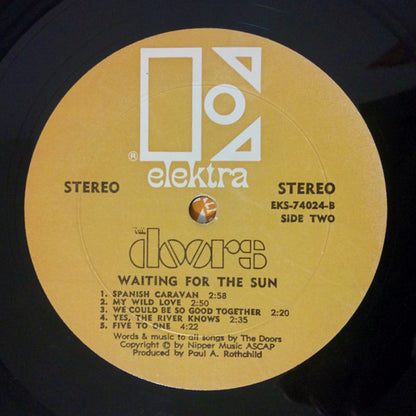 ®
elektra
STEREO
STEREO
EKS-74024-B
SIDE TWO
THE
doors
WAITING FOR THE SUN
1. SPANISH CARAVAN 2:58
2. MY WILD LOVE 2:50
3. WE COULD BE SO GOOD TOGETHER 2:20
4. YES, THE RIVER KNOWS 2:35
5. FIVE TO ONE 4:22
Words & music to all songs by The Doors
Copyright © by Nipper Music ASCAP
Produced by Paul A. Rothchild